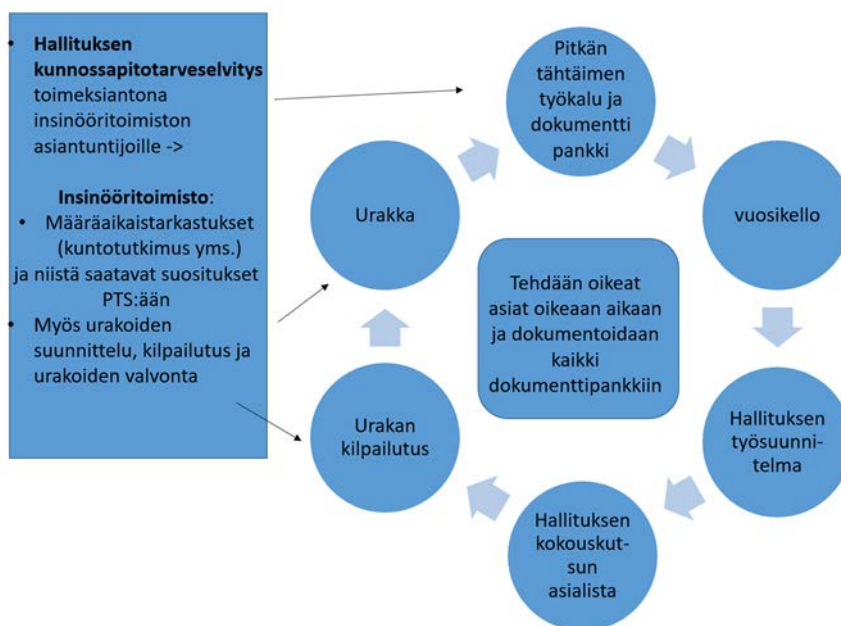 • Hallituksen
kunnossapitotarveselvitys
toimeksiantona
insinööritoimiston
asiantuntijoille ->
Insinööritoimisto:
• Määräaikaistarkastukset
(kuntotutkimus yms.)
ja niistä saatavat suositukset
PTS:ään
• Myös urakoiden
suunnittelu, kilpailutus ja
urakoiden valvonta
Pitkän
tähtäimen
työkalu ja
dokumentti
pankki
vuosikello
Hallituksen
työsuunni-
telma
Hallituksen
kokouskut-
sun
asialista
Urakan
kilpailutus
Urakka
Tehdään oikeat
asiat oikeaan aikaan
ja dokumentoidaan
kaikki
dokumenttipankkiin